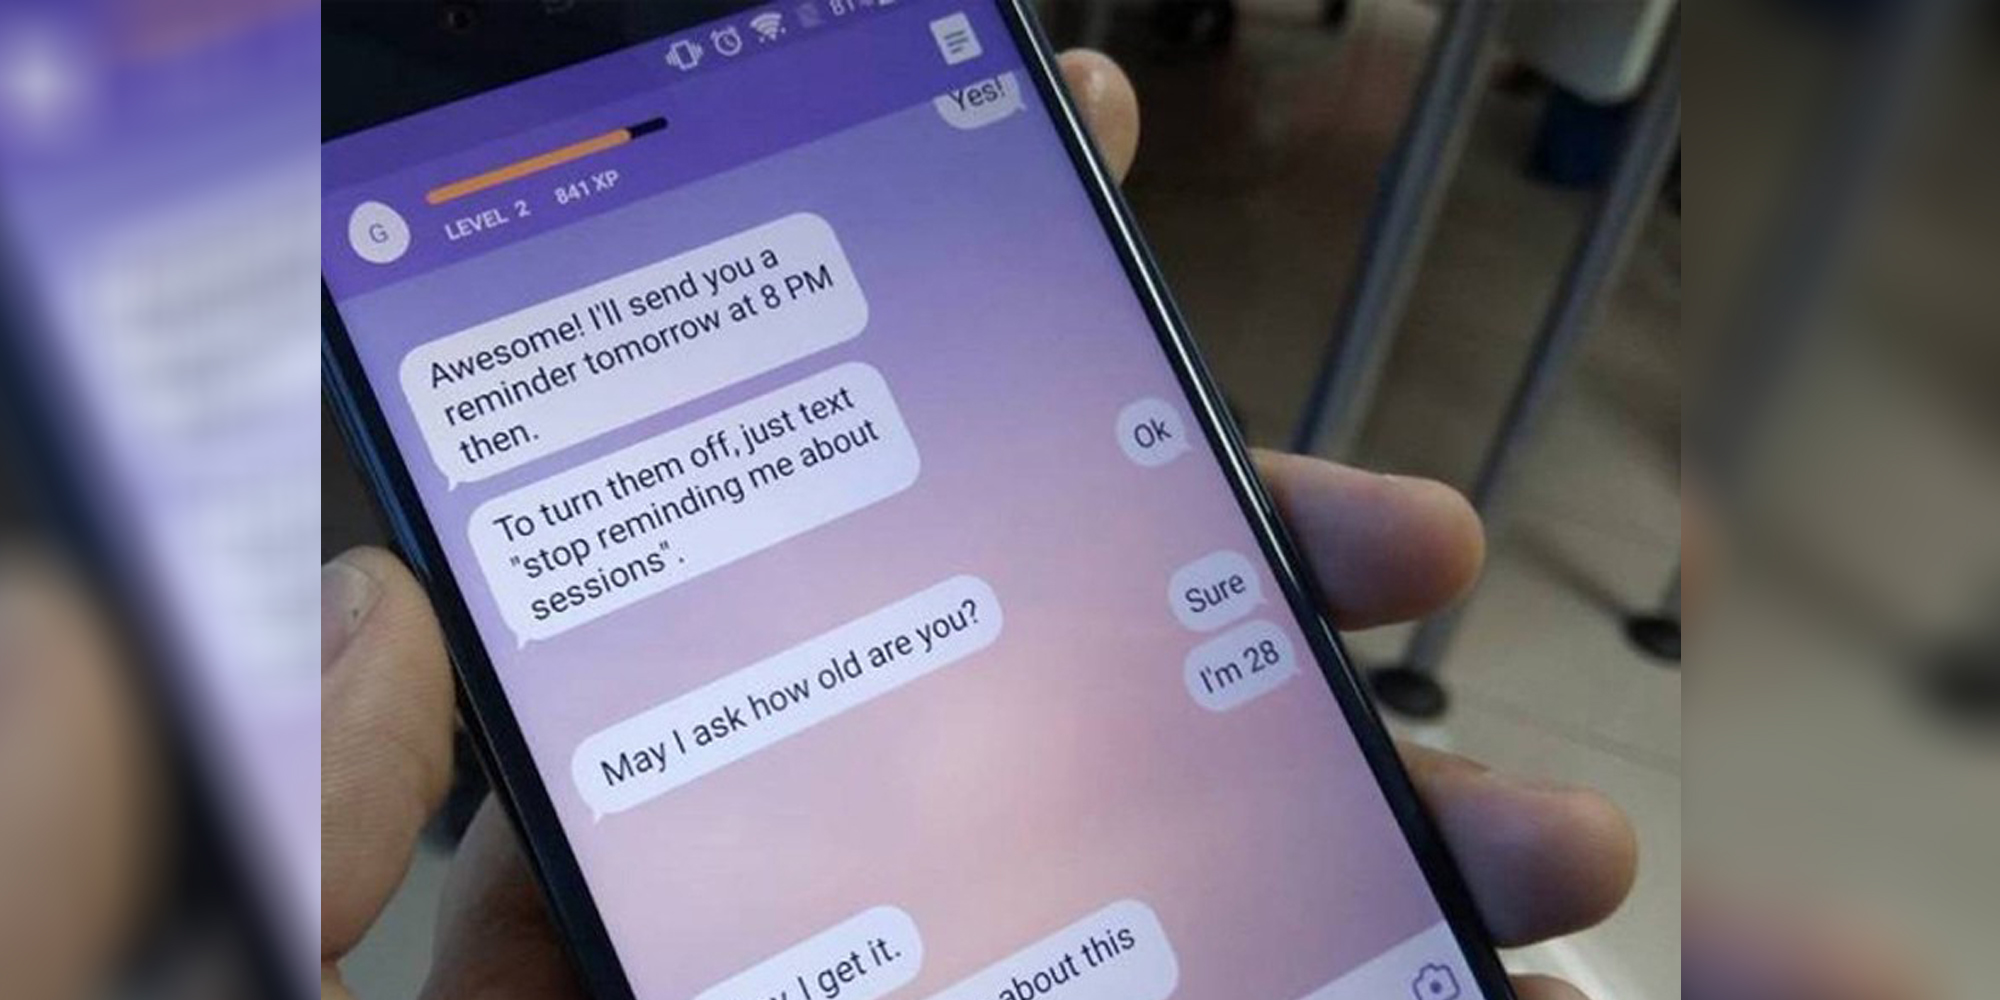 Yes!
G
LEVEL 2 841 XP
Awesome! I'll send you a
reminder tomorrow at 8 PM
then.
To turn them off, just text
"stop reminding me about
sessions".
Ok
May I ask how old are you?
Sure
I'm 28
I get it.
about this